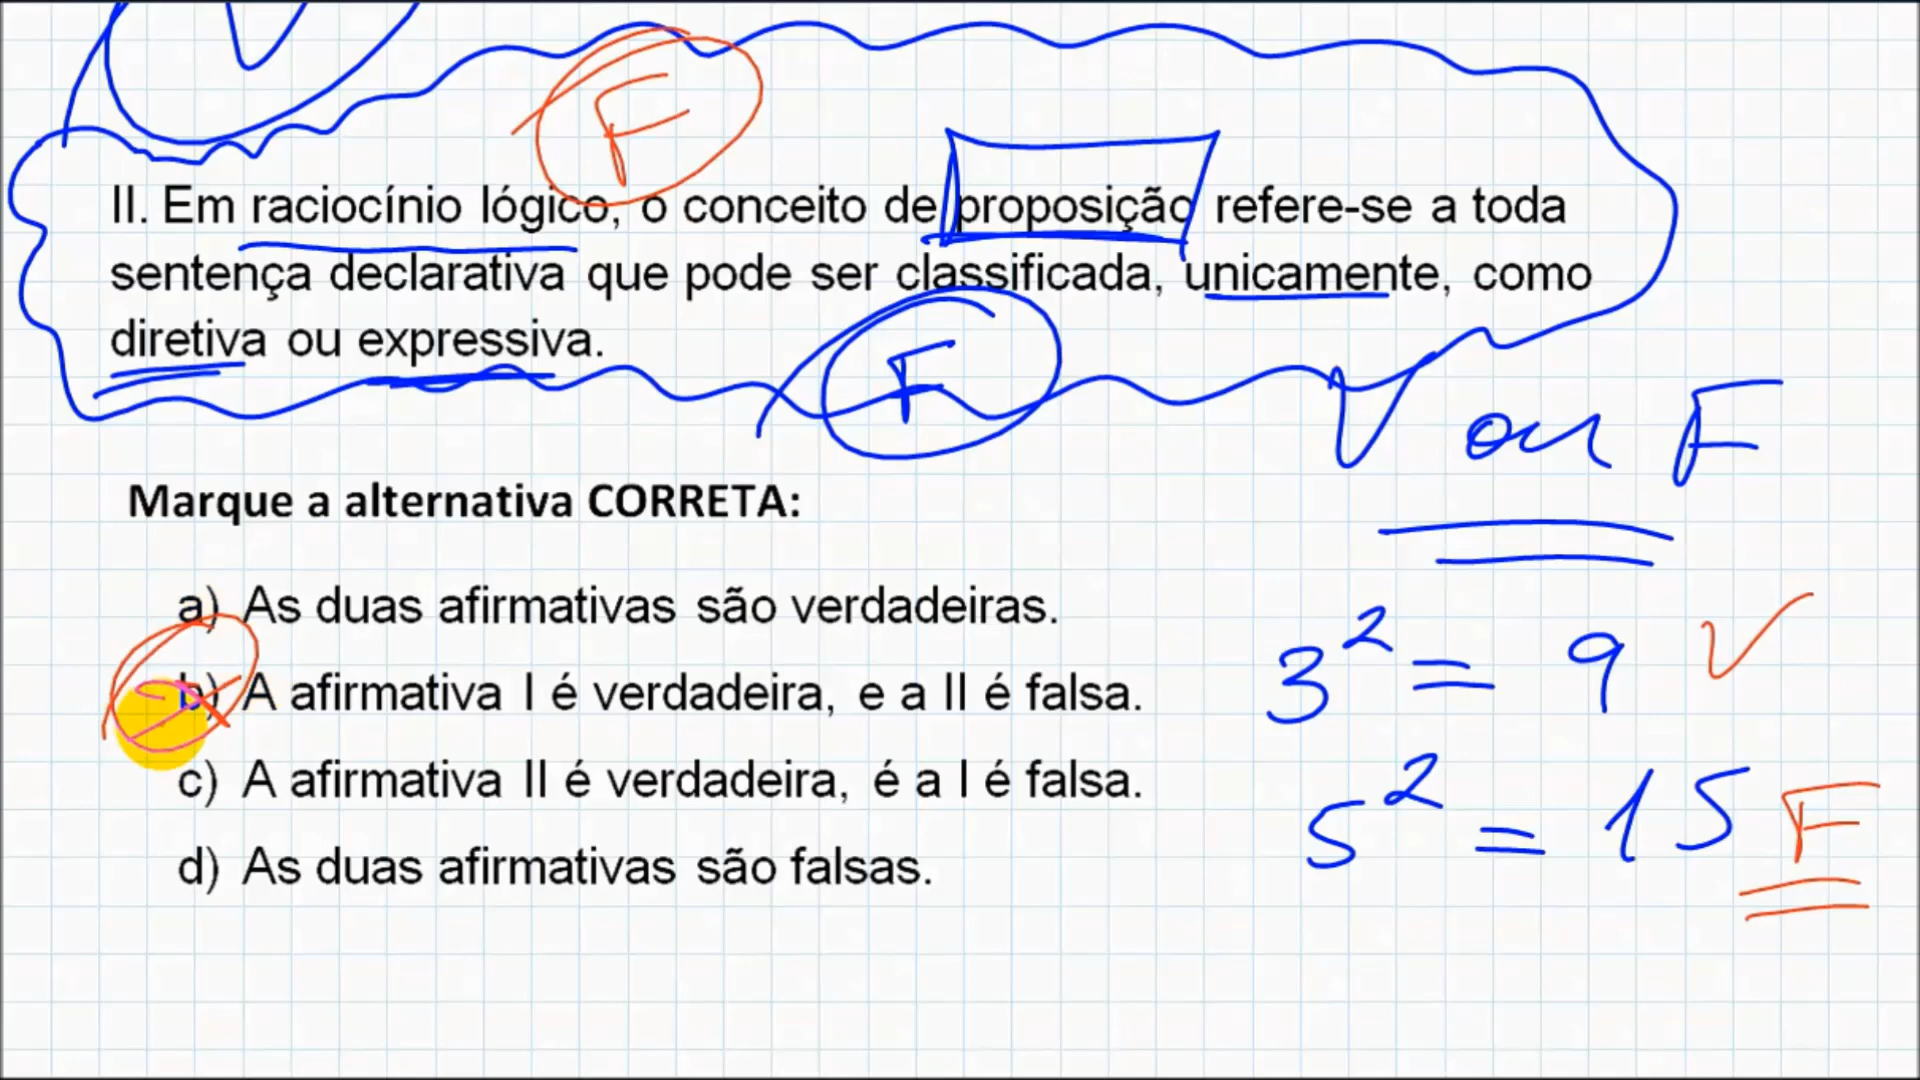 V
F
II. Em raciocínio lógico, o conceito de proposição refere-se a toda
sentença declarativa que pode ser classificada, unicamente, como
diretiva ou expressiva.
F
V ou F
Marque a alternativa CORRETA:
a) As duas afirmativas são verdadeiras.
b) A afirmativa I é verdadeira, e a II é falsa.
c) A afirmativa II é verdadeira, é a I é falsa.
d) As duas afirmativas são falsas.
3² = 9 V
5² = 15 F